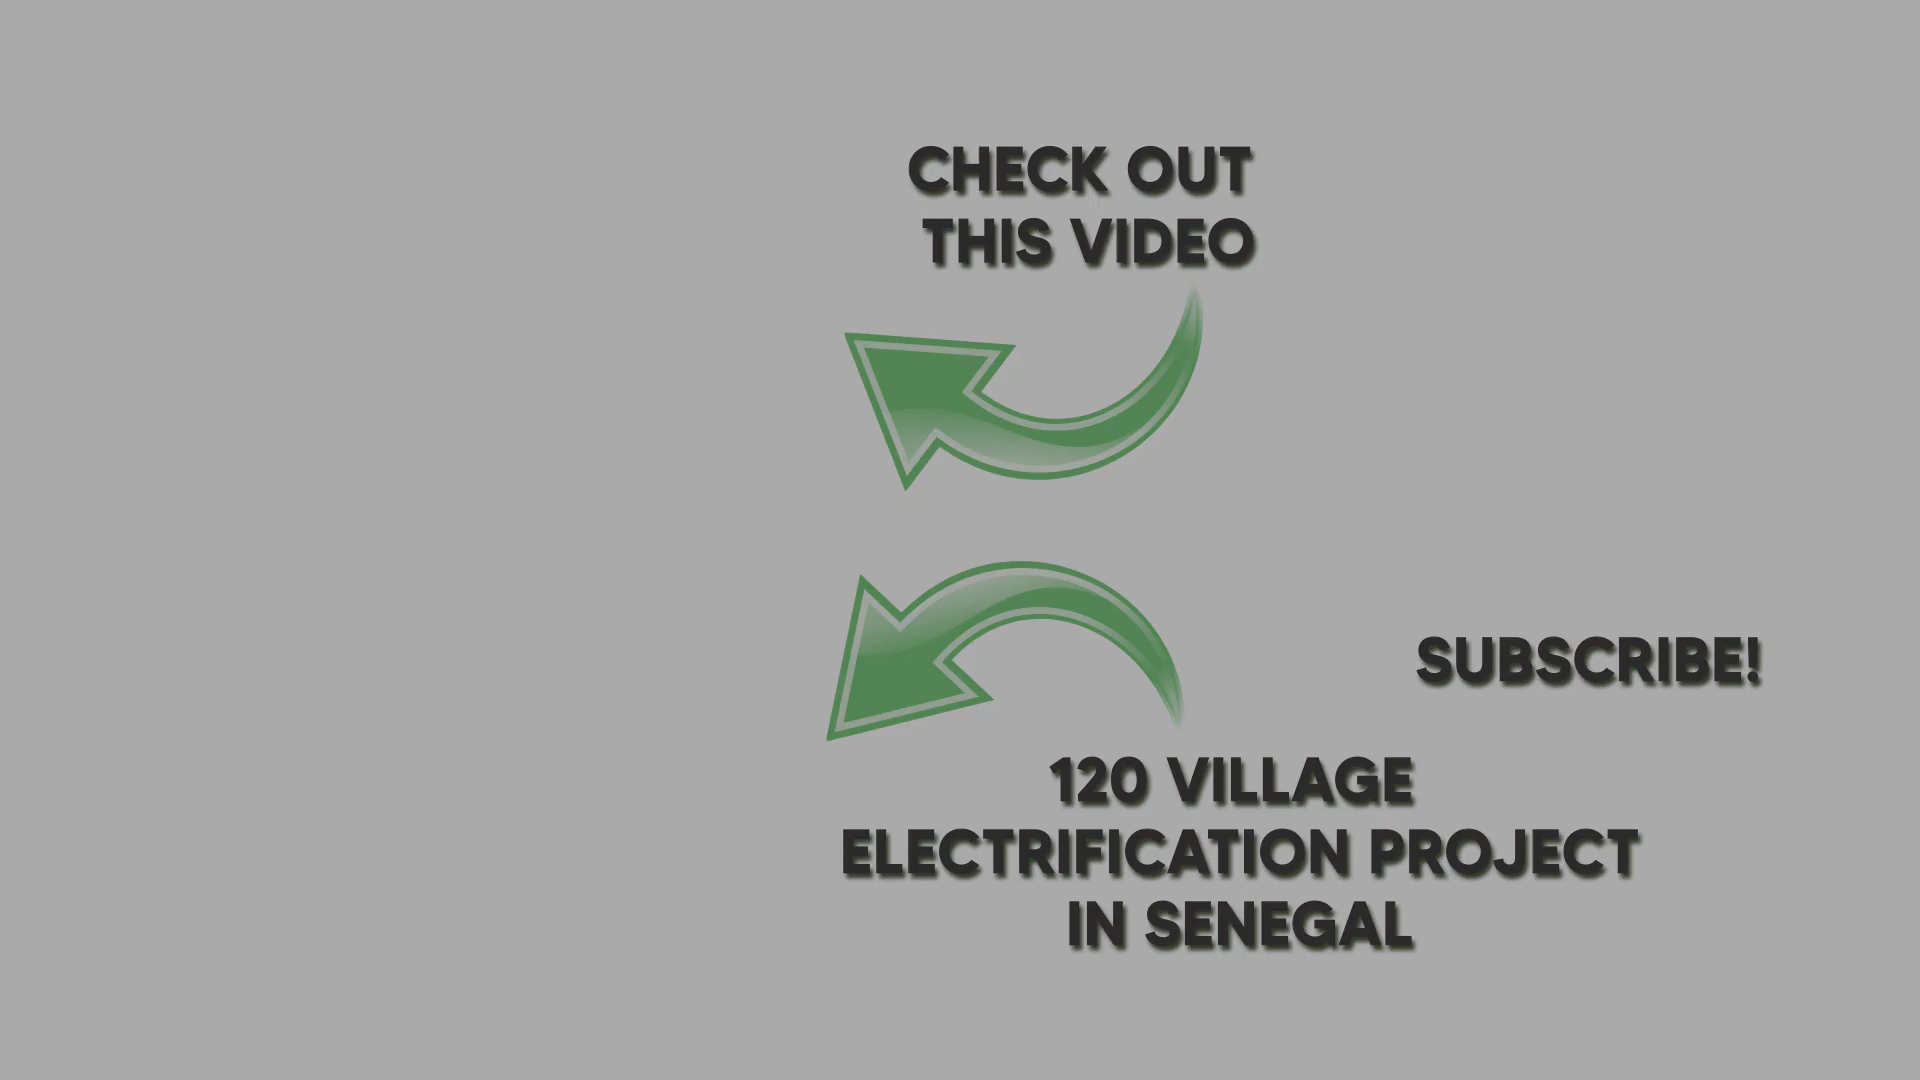 CHECK OUT
THIS VIDEO
SUBSCRIBE!
120 VILLAGE
ELECTRIFICATION PROJECT
IN SENEGAL